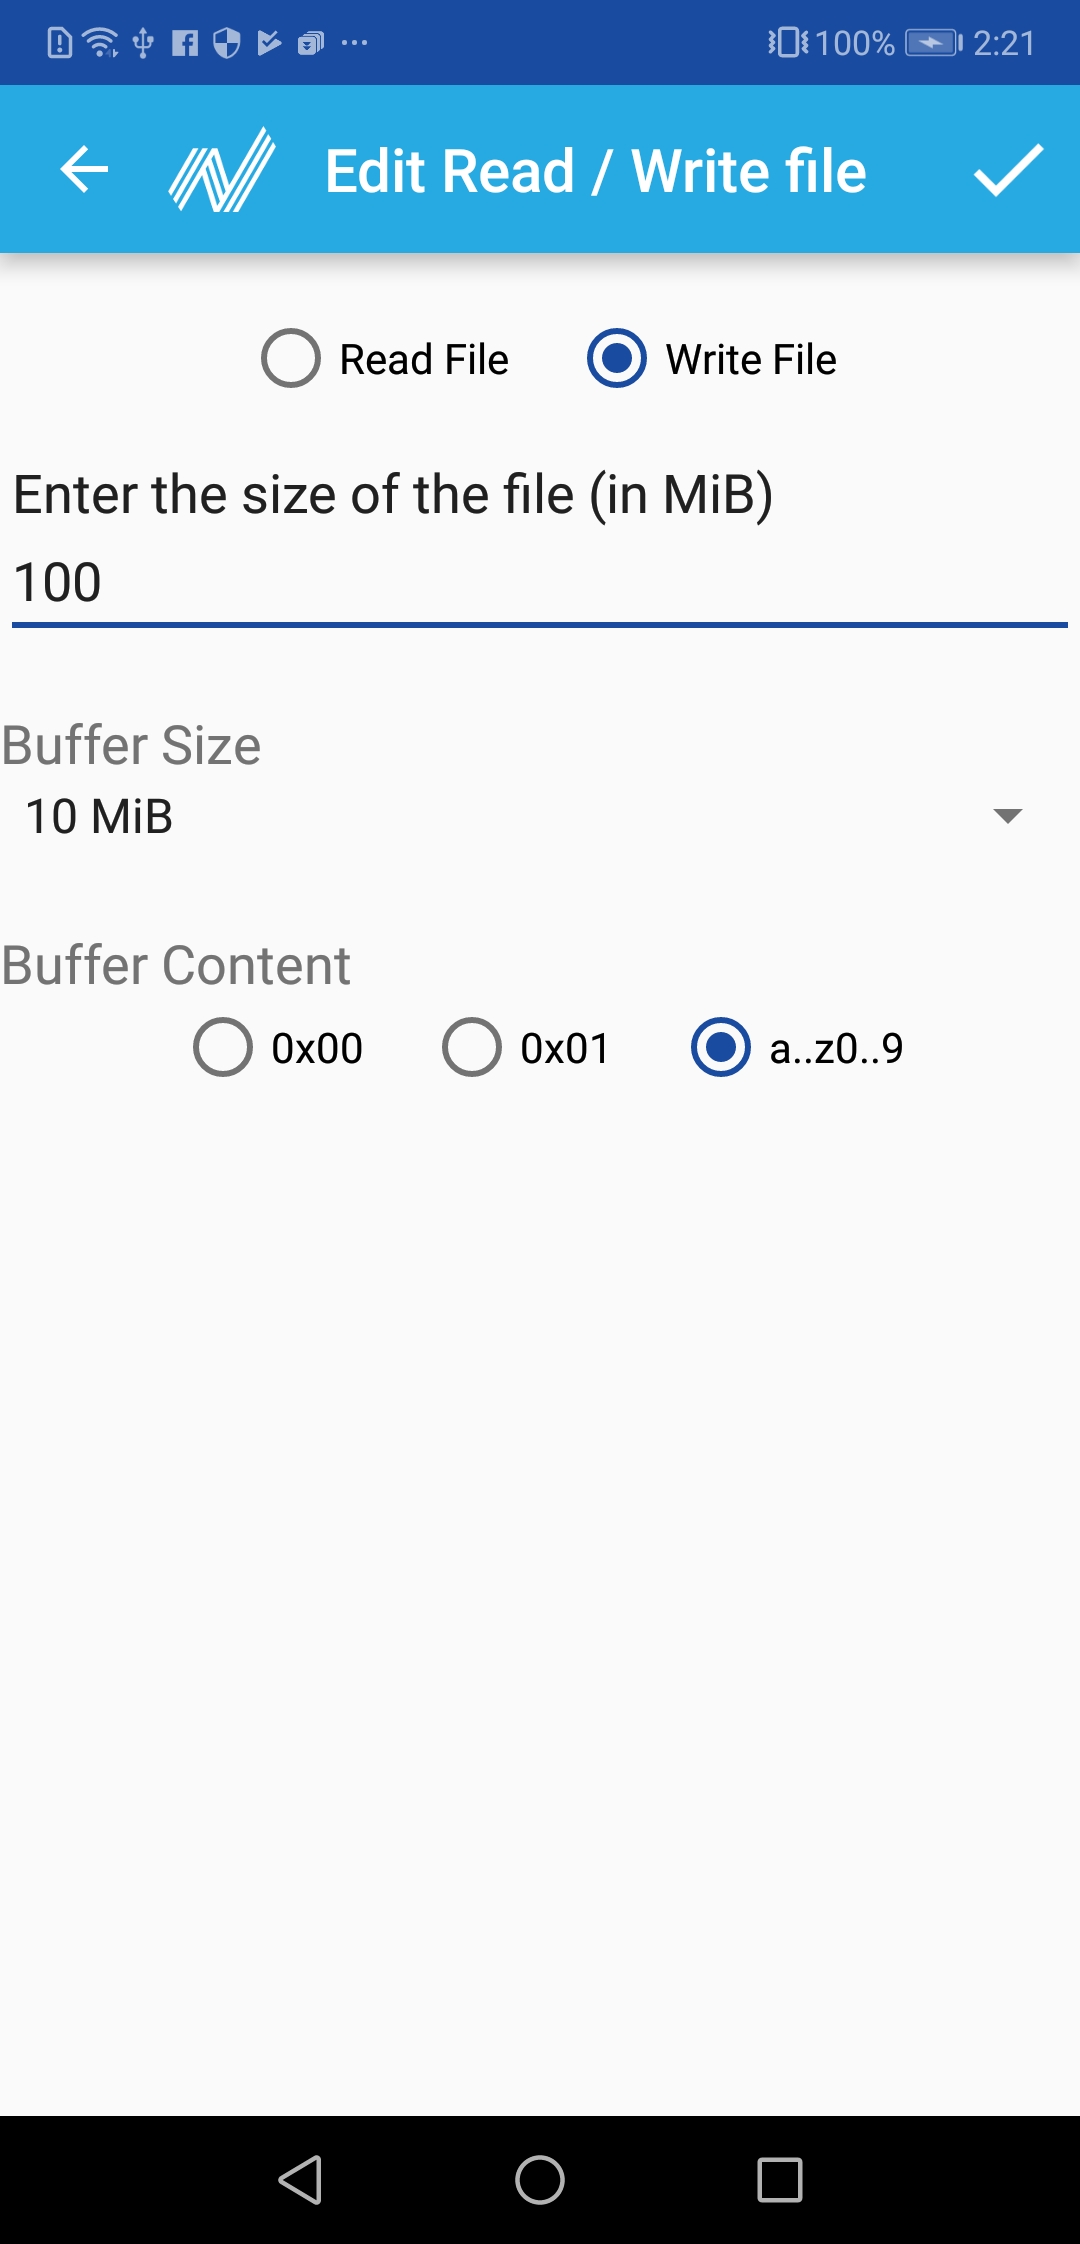 100% 2:21
Edit Read / Write file
Read File Write File
Enter the size of the file (in MiB)
100
Buffer Size
10 MiB
Buffer Content
0x00 0x01 a..z0..9